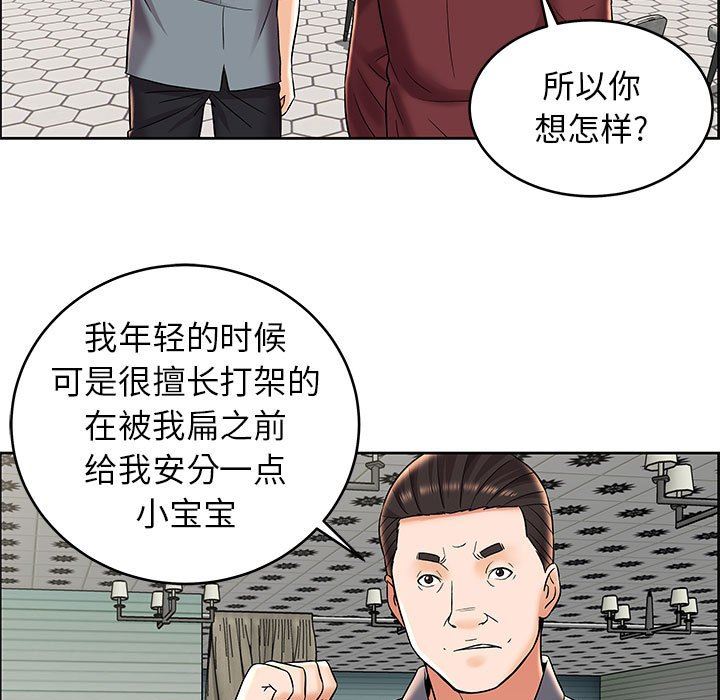 所以你
想怎样?
我年轻的时候
可是很擅长打架的
在被我扁之前
给我安分一点
小宝宝